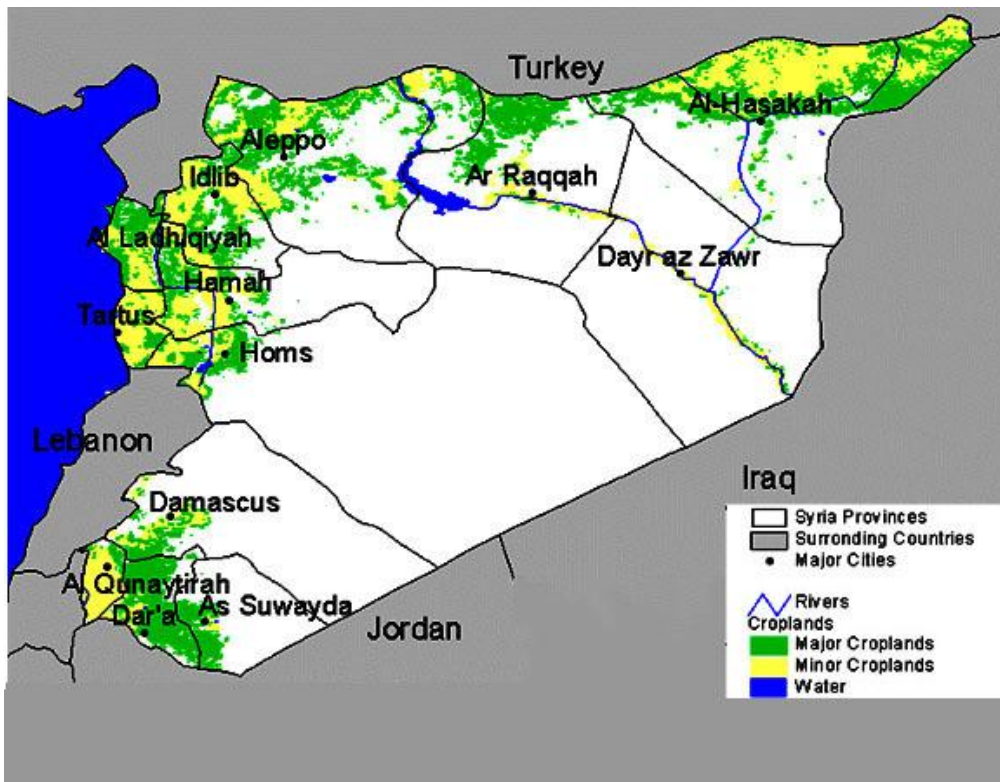 Turkey
Al-Hasakah
Aleppo
Idlib
Ar Raqqah
Al Ladhiqiyah
Dayr az Zawr
Hamah
Tartus
Homs
Lebanon
Iraq
Damascus
Al Qunaytirah
As Suwayda
Dar'a
Jordan
Syria Provinces
Surronding Countries
Major Cities
Rivers
Croplands
Major Croplands
Minor Croplands
Water